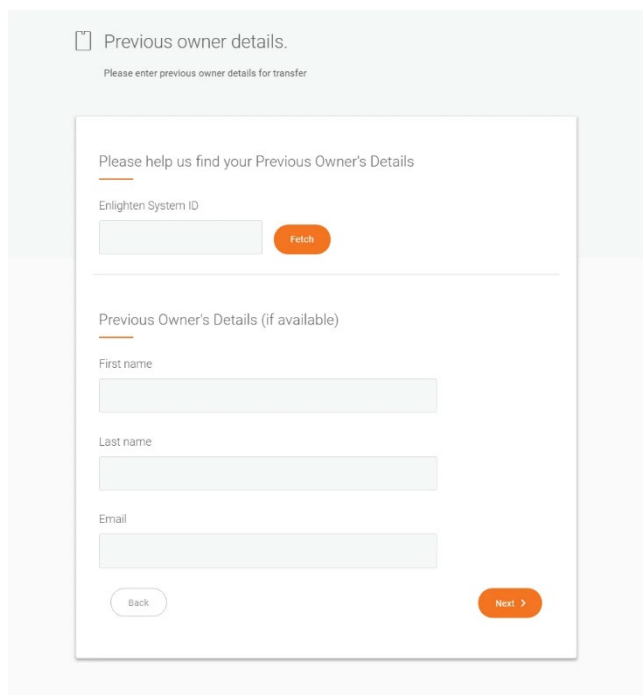 Previous owner details.
Please enter previous owner details for transfer
Please help us find your Previous Owner's Details
Enlighten System ID
Fetch
Previous Owner's Details (if available)
First name
Last name
Email
Back
Next